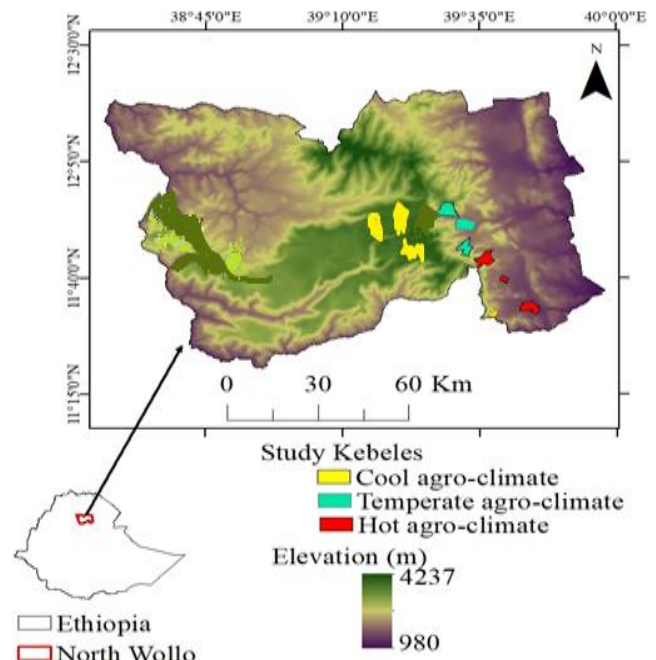 38°45'0"E 39°10'0"E 39°35'0"E 40°0'0"E
12°30'0"N
12°5'0"N
11°40'0"N
11°15'0"N
N
0 30 60 Km
Study Kebeles
Cool agro-climate
Temperate agro-climate
Hot agro-climate
Elevation (m)
4237
980
Ethiopia
North Wollo